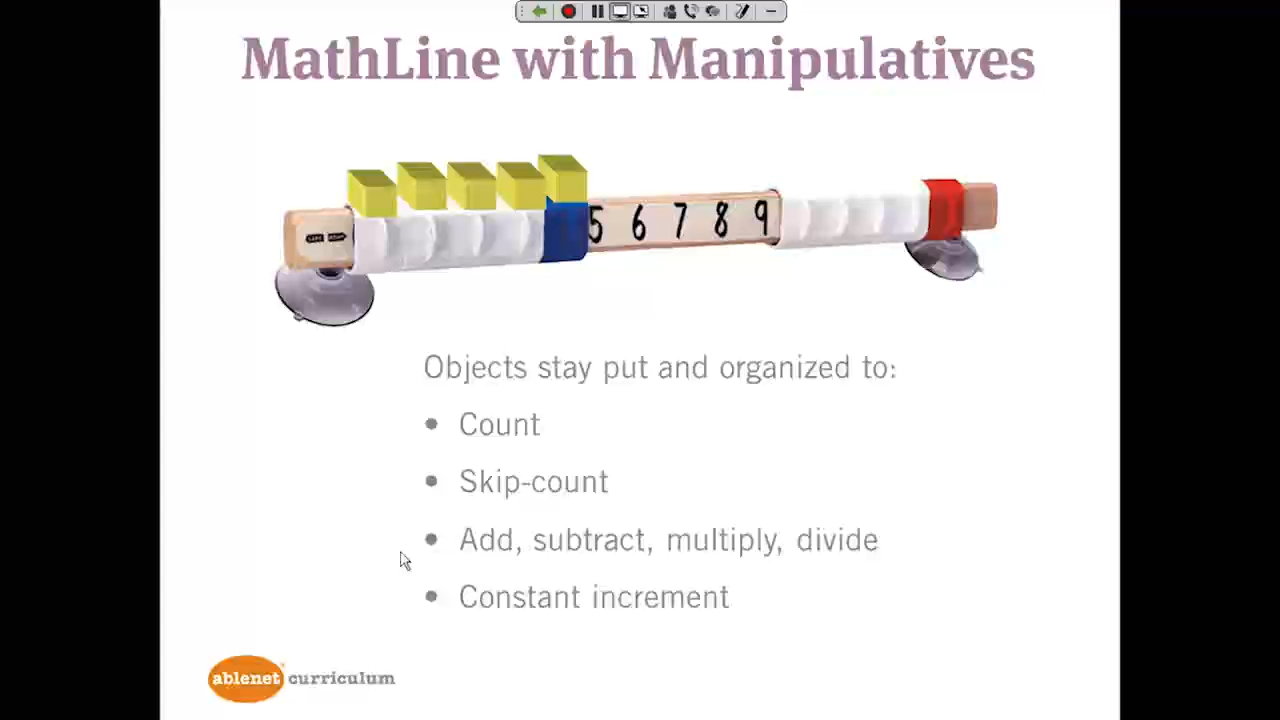 MathLine with Manipulatives
5 6 7 8 9
Objects stay put and organized to:
• Count
• Skip-count
• Add, subtract, multiply, divide
• Constant increment
ablenet curriculum